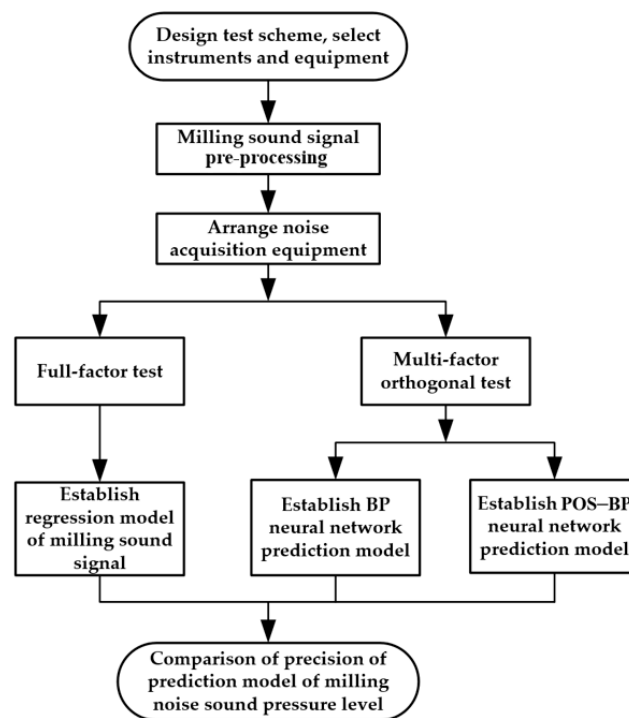 Design test scheme, select
instruments and equipment
Milling sound signal
pre-processing
Arrange noise
acquisition equipment
Full-factor test
Multi-factor
orthogonal test
Establish
regression model
of milling sound
signal
Establish BP
neural network
prediction model
Establish POS–BP
neural network
prediction model
Comparison of precision of
prediction model of milling
noise sound pressure level